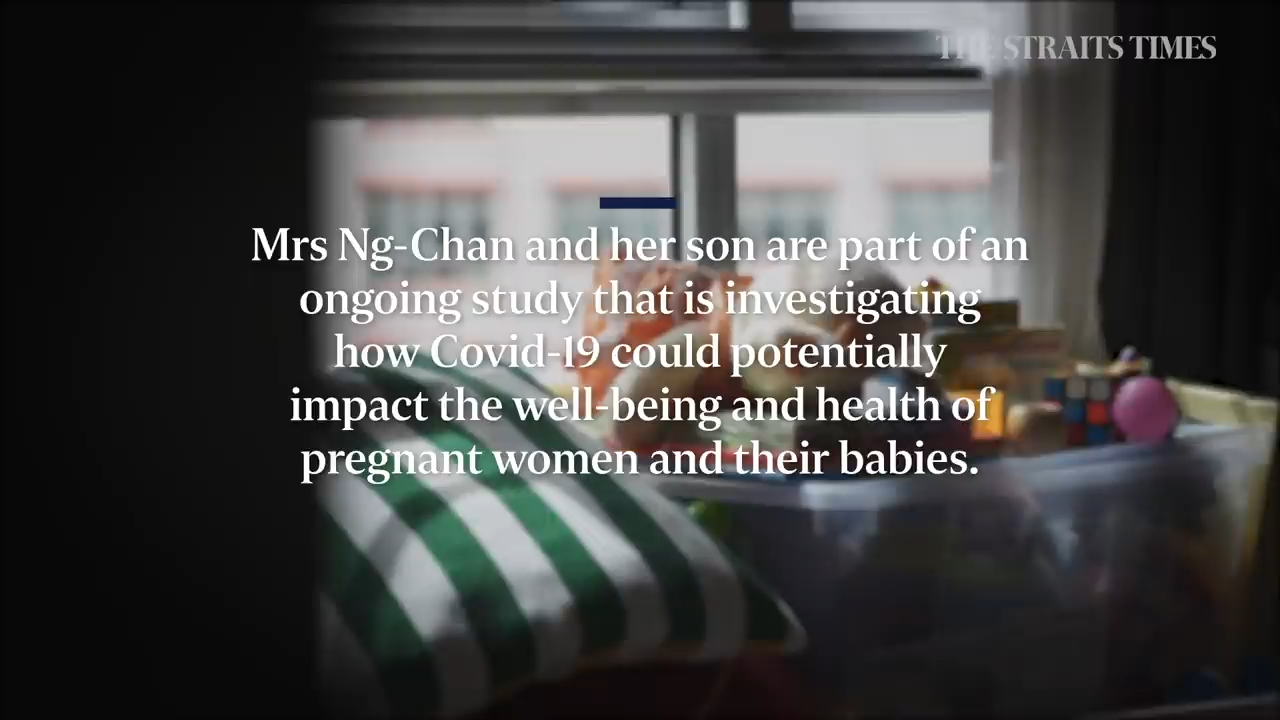 THE STRAITS TIMES
Mrs Ng-Chan and her son are part of an
ongoing study that is investigating
how Covid-19 could potentially
impact the well-being and health of
pregnant women and their babies.